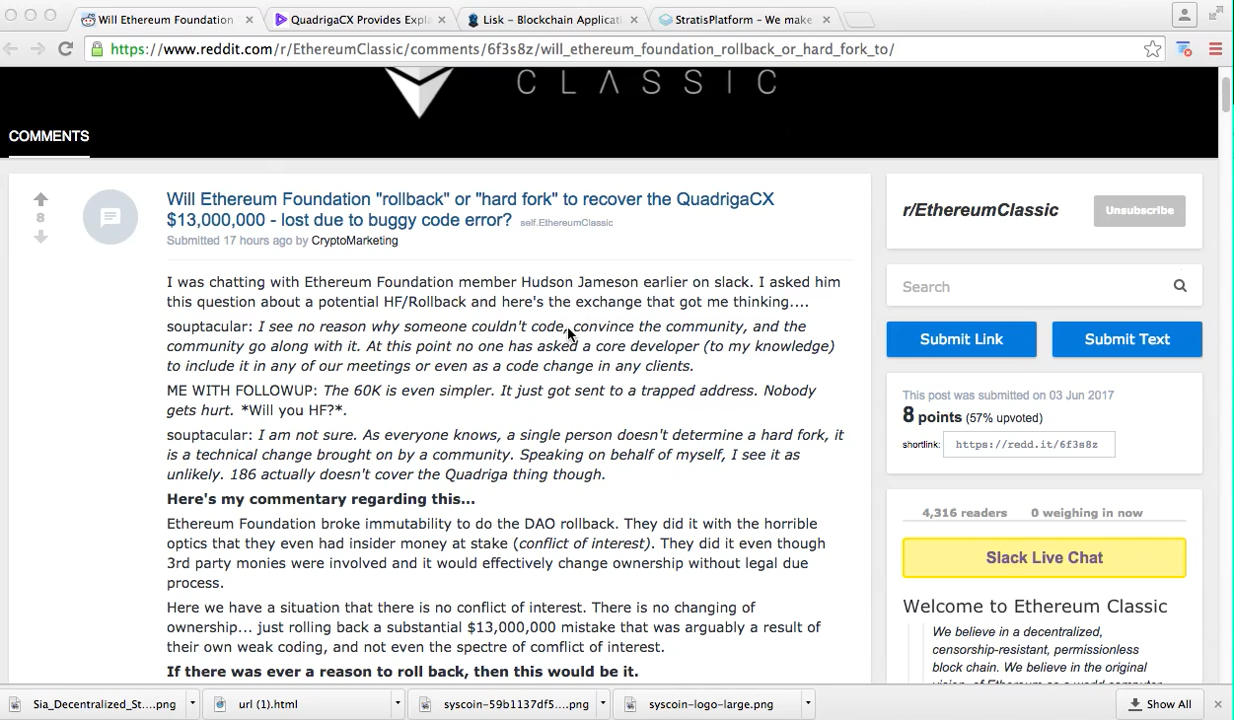 Will Ethereum Foundation
QuadrigaCX Provides Expl
Lisk – Blockchain Applicati
StratisPlatform – We make
https://www.reddit.com/r/EthereumClassic/comments/6f3s8z/will_ethereum_foundation_rollback_or_hard_fork_to/
CLASSIC
COMMENTS
8
Will Ethereum Foundation "rollback" or "hard fork" to recover the QuadrigaCX
$13,000,000 - lost due to buggy code error? self.EthereumClassic
Submitted 17 hours ago by CryptoMarketing
I was chatting with Ethereum Foundation member Hudson Jameson earlier on slack. I asked him
this question about a potential HF/Rollback and here's the exchange that got me thinking....
souptacular: I see no reason why someone couldn't code, convince the community, and the
community go along with it. At this point no one has asked a core developer (to my knowledge)
to include it in any of our meetings or even as a code change in any clients.
ME WITH FOLLOWUP: The 60K is even simpler. It just got sent to a trapped address. Nobody
gets hurt. *Will you HF?*.
souptacular: I am not sure. As everyone knows, a single person doesn't determine a hard fork, it
is a technical change brought on by a community. Speaking on behalf of myself, I see it as
unlikely. 186 actually doesn't cover the Quadriga thing though.
Here's my commentary regarding this...
Ethereum Foundation broke immutability to do the DAO rollback. They did it with the horrible
optics that they even had insider money at stake (conflict of interest). They did it even though
3rd party monies were involved and it would effectively change ownership without legal due
process.
Here we have a situation that there is no conflict of interest. There is no changing of
ownership... just rolling back a substantial $13,000,000 mistake that was arguably a result of
their own weak coding, and not even the spectre of comflict of interest.
If there was ever a reason to roll back, then this would be it.
r/EthereumClassic
Unsubscribe
Search
Submit Link
Submit Text
This post was submitted on 03 Jun 2017
8 points (57% upvoted)
shortlink: https://redd.it/6f3s8z
4,316 readers 0 weighing in now
Slack Live Chat
Welcome to Ethereum Classic
We believe in a decentralized,
censorship-resistant, permissionless
block chain. We believe in the original
vision of Ethereum as a world computer
Sia_Decentralized_St....png
url (1).html
syscoin-59b1137df5....png
syscoin-logo-large.png
Show All